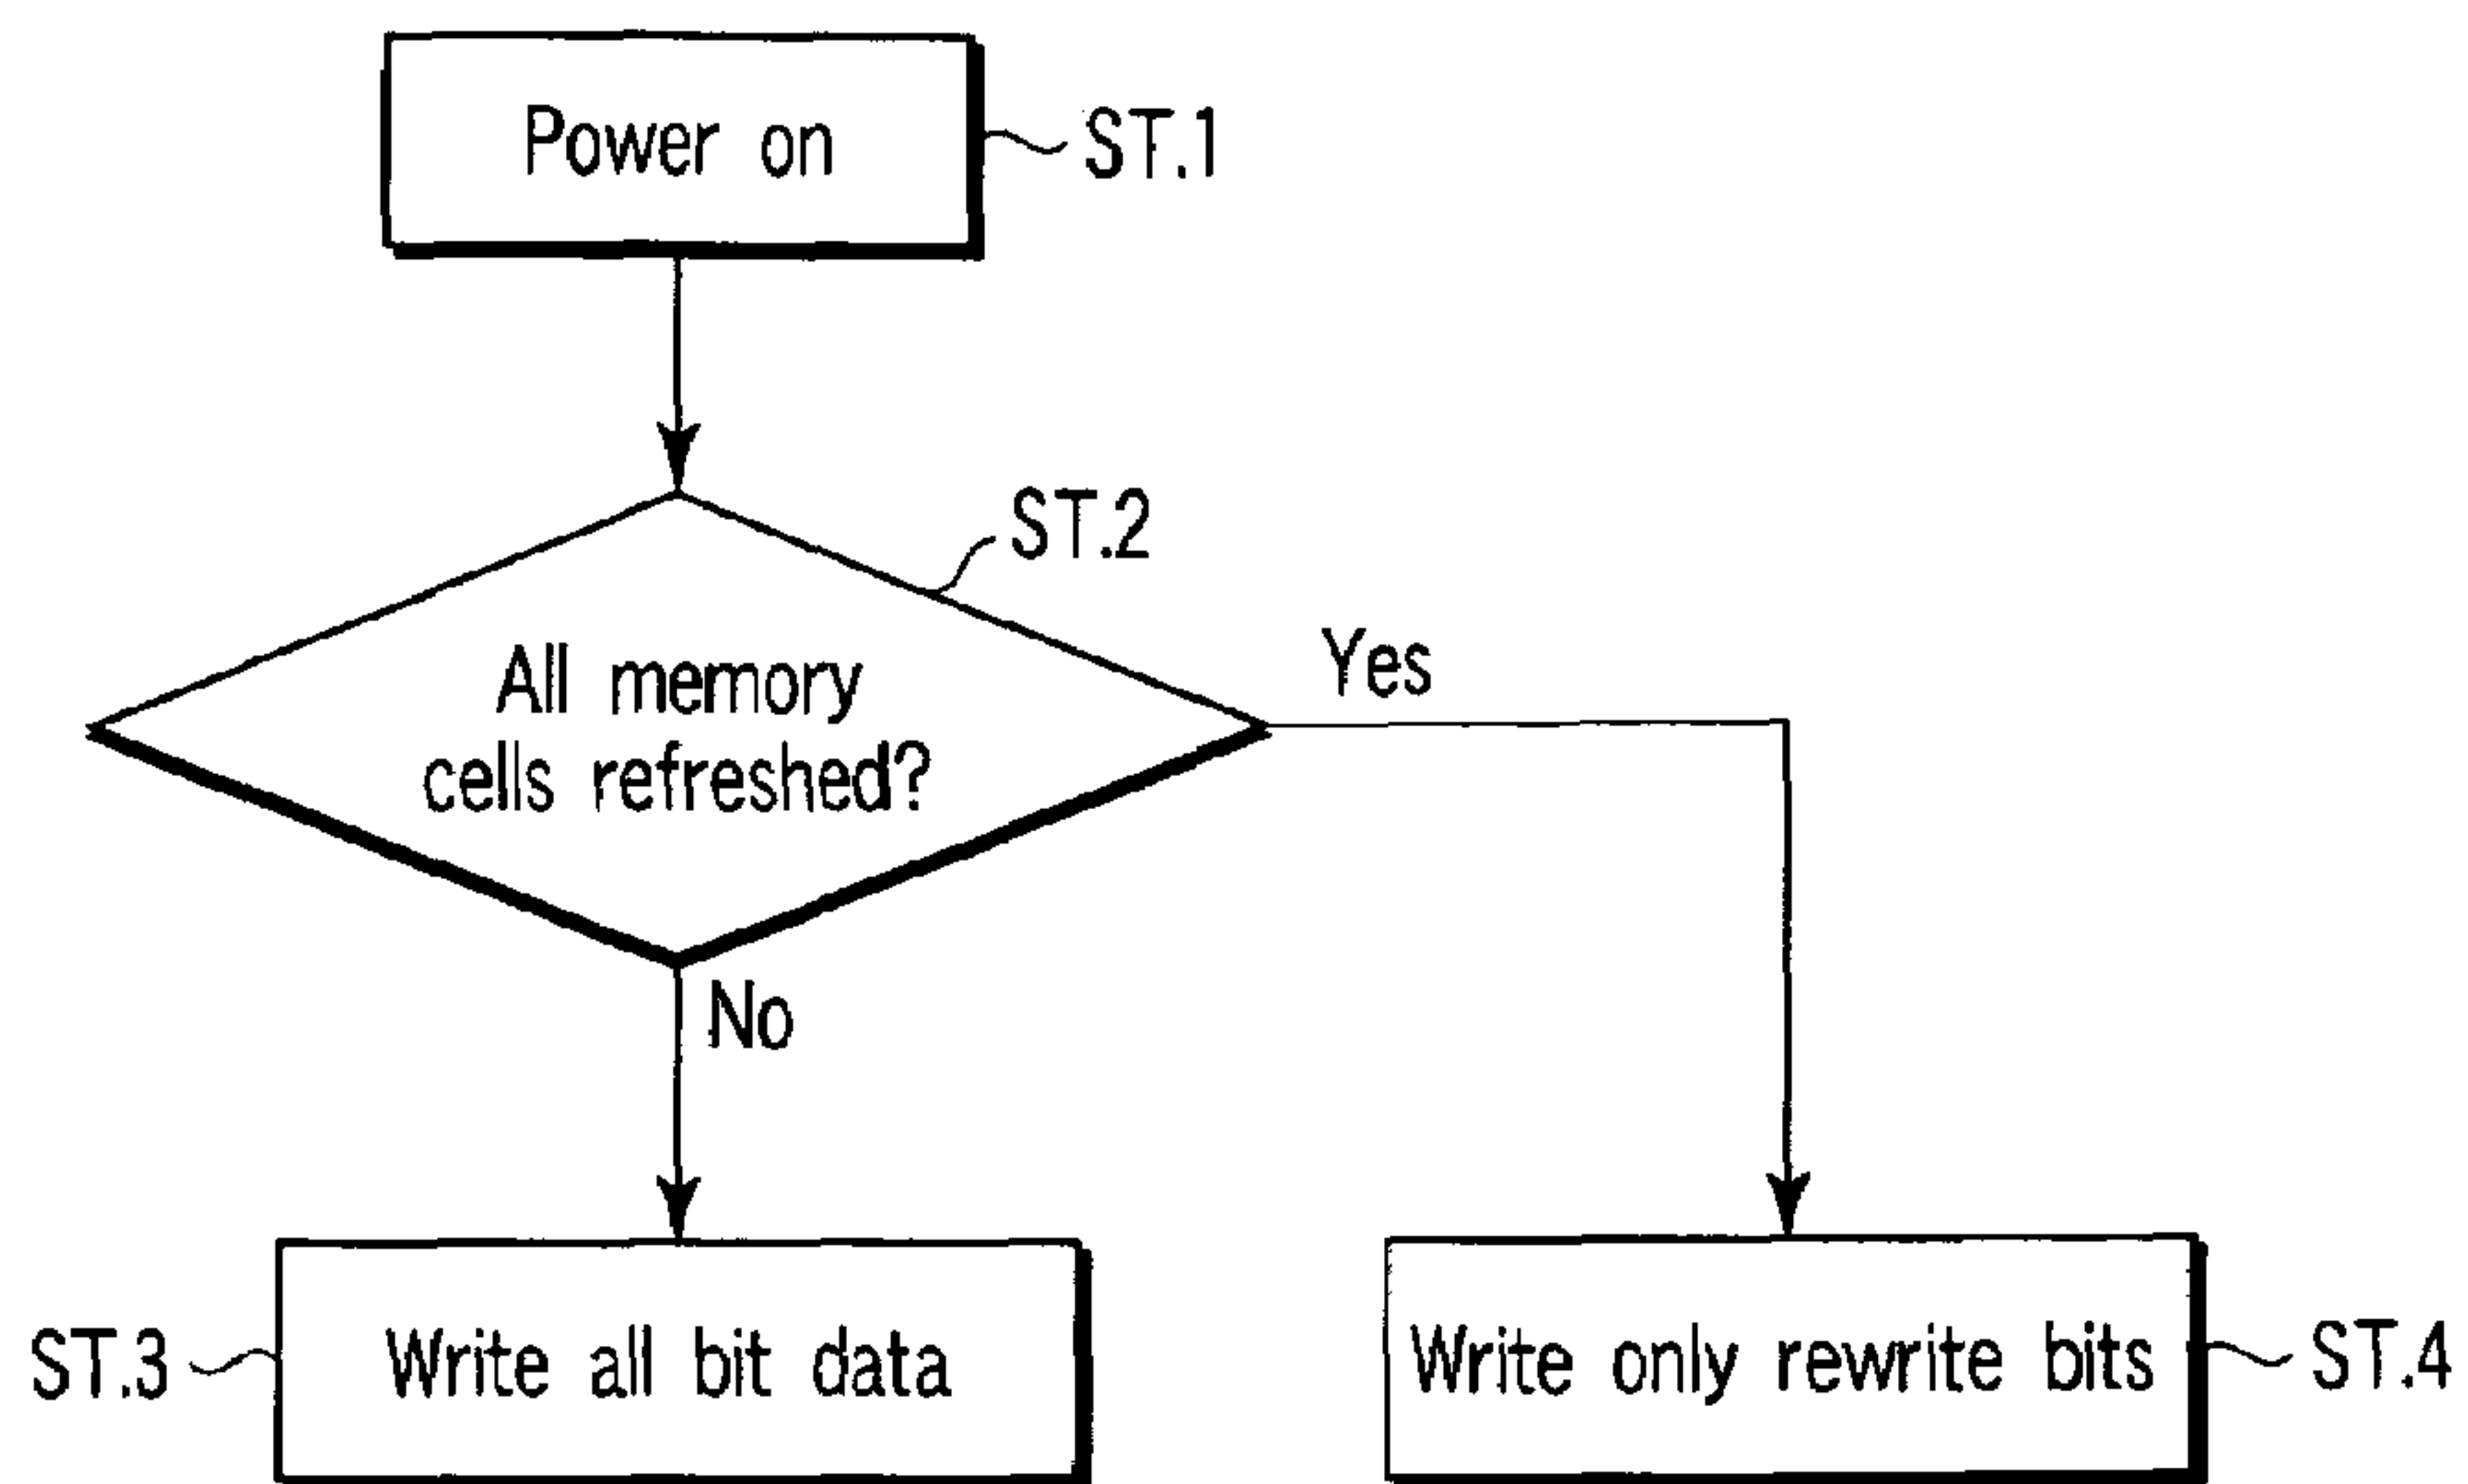 Power on
ST.1
ST.2
All memory
cells refreshed?
Yes
No
ST.3
Write all bit data
Write only rewrite bits
ST.4